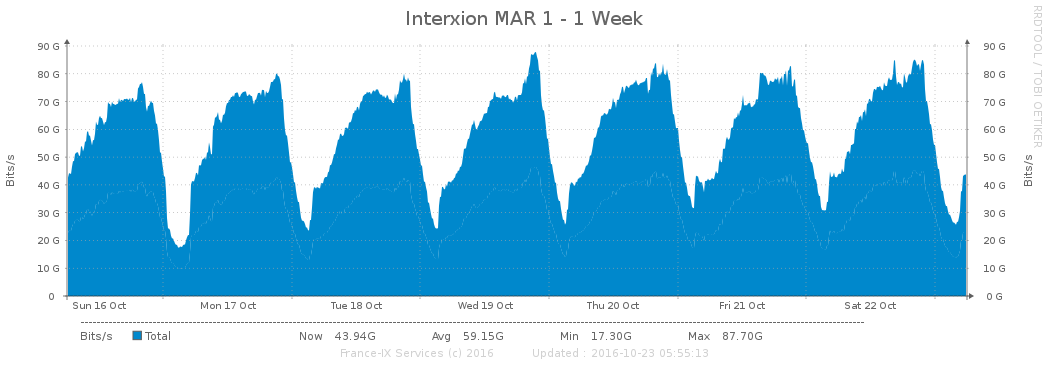 Interxion MAR 1 - 1 Week
RRDTOOL / TOBI OETIKER
90 G 90 G
80 G 80 G
70 G 70 G
60 G 60 G
50 G 50 G
40 G 40 G
30 G 30 G
20 G 20 G
10 G 10 G
0 0 G
Bits/s
Bits/s
Sun 16 Oct Mon 17 Oct Tue 18 Oct Wed 19 Oct Thu 20 Oct Fri 21 Oct Sat 22 Oct
Bits/s Total Now 43.94G Avg 59.15G Min 17.30G Max 87.70G
France-IX Services (c) 2016 Updated : 2016-10-23 05:55:13